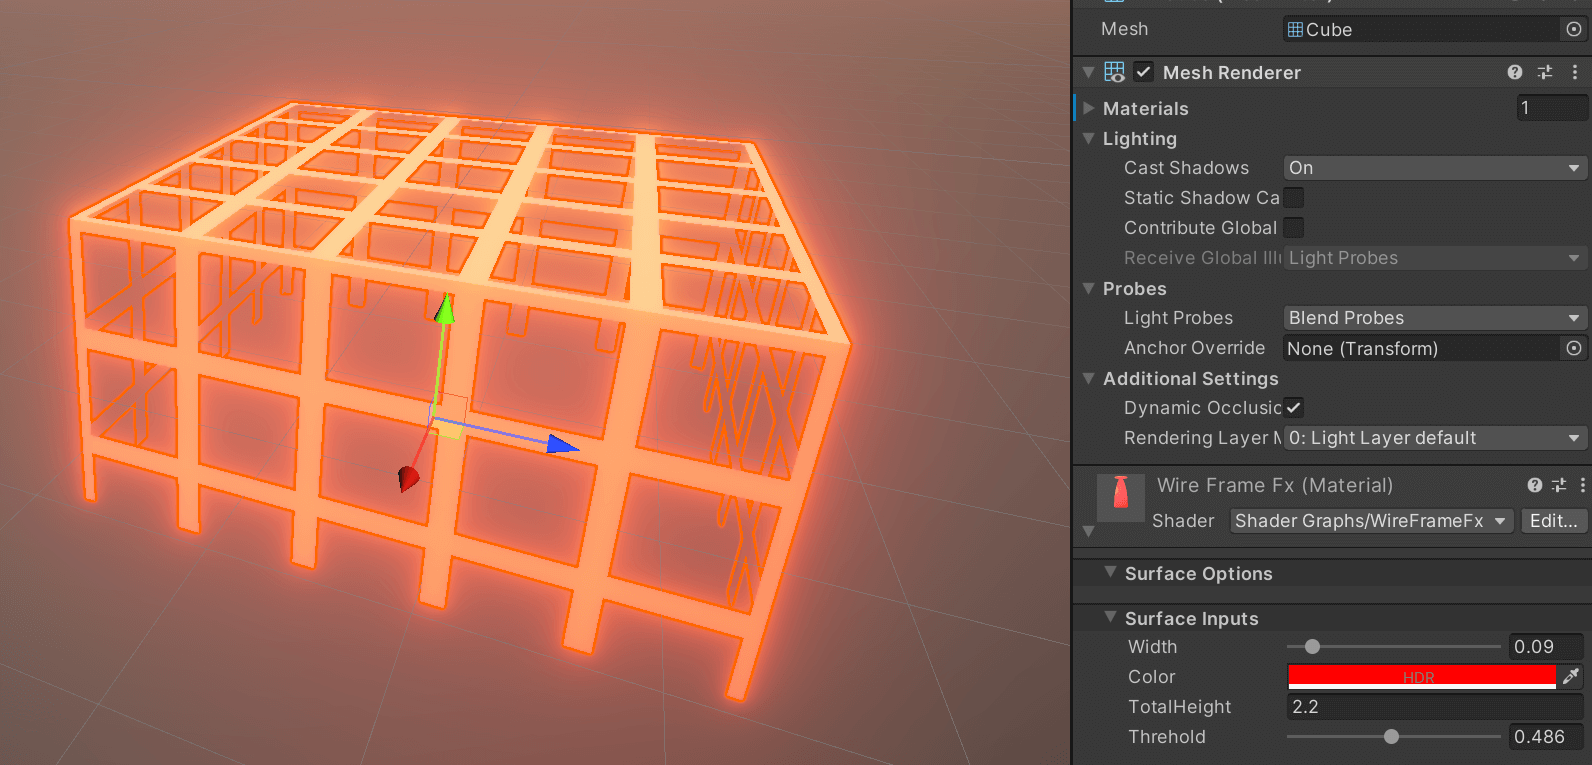 Mesh Cube
Mesh Renderer
Materials 1
Lighting
Cast Shadows On
Static Shadow Ca
Contribute Global
Receive Global Illu Light Probes
Probes
Light Probes Blend Probes
Anchor Override None (Transform)
Additional Settings
Dynamic Occlusic
Rendering Layer M 0: Light Layer default
Wire Frame Fx (Material)
Shader Shader Graphs/WireFrameFx Edit...
Surface Options
Surface Inputs
Width 0.09
Color HDR
TotalHeight 2.2
Threhold 0.486